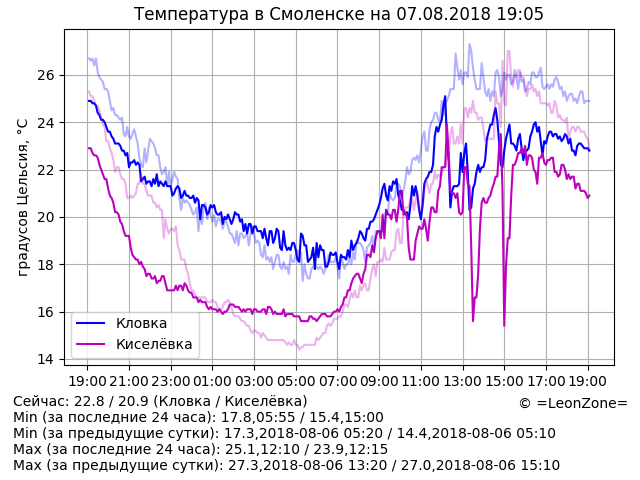 Температура в Смоленске на 07.08.2018 19:05
градусов Цельсия, °C
26
24
22
20
18
16
14
Кловка
Киселёвка
19:00 21:00 23:00 01:00 03:00 05:00 07:00 09:00 11:00 13:00 15:00 17:00 19:00
Сейчас: 22.8 / 20.9 (Кловка / Киселёвка)
© =LeonZone=
Min (за последние 24 часа): 17.8,05:55 / 15.4,15:00
Min (за предыдущие сутки): 17.3,2018-08-06 05:20 / 14.4,2018-08-06 05:10
Max (за последние 24 часа): 25.1,12:10 / 23.9,12:15
Max (за предыдущие сутки): 27.3,2018-08-06 13:20 / 27.0,2018-08-06 15:10